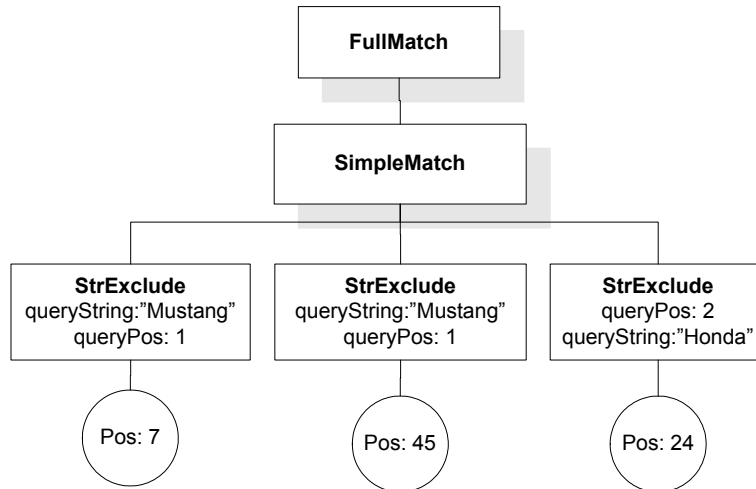 FullMatch
SimpleMatch
StrExclude
queryString:”Mustang”
queryPos: 1
StrExclude
queryString:”Mustang”
queryPos: 1
StrExclude
queryPos: 2
queryString:”Honda”
Pos: 7
Pos: 45
Pos: 24